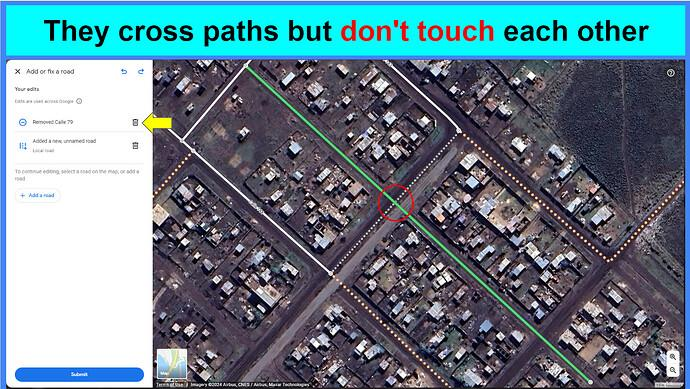 They cross paths but don't touch each other
Add or fix a road
Your edits
Edits are used across Google
Removed Calle 79
Added a new, unnamed road
Local road
To continue editing, select a road on the map, or add a
road
+ Add a road
Submit
Map
Terms of Use
Imagery ©2024 Airbus, CNES / Airbus, Maxar Technologies